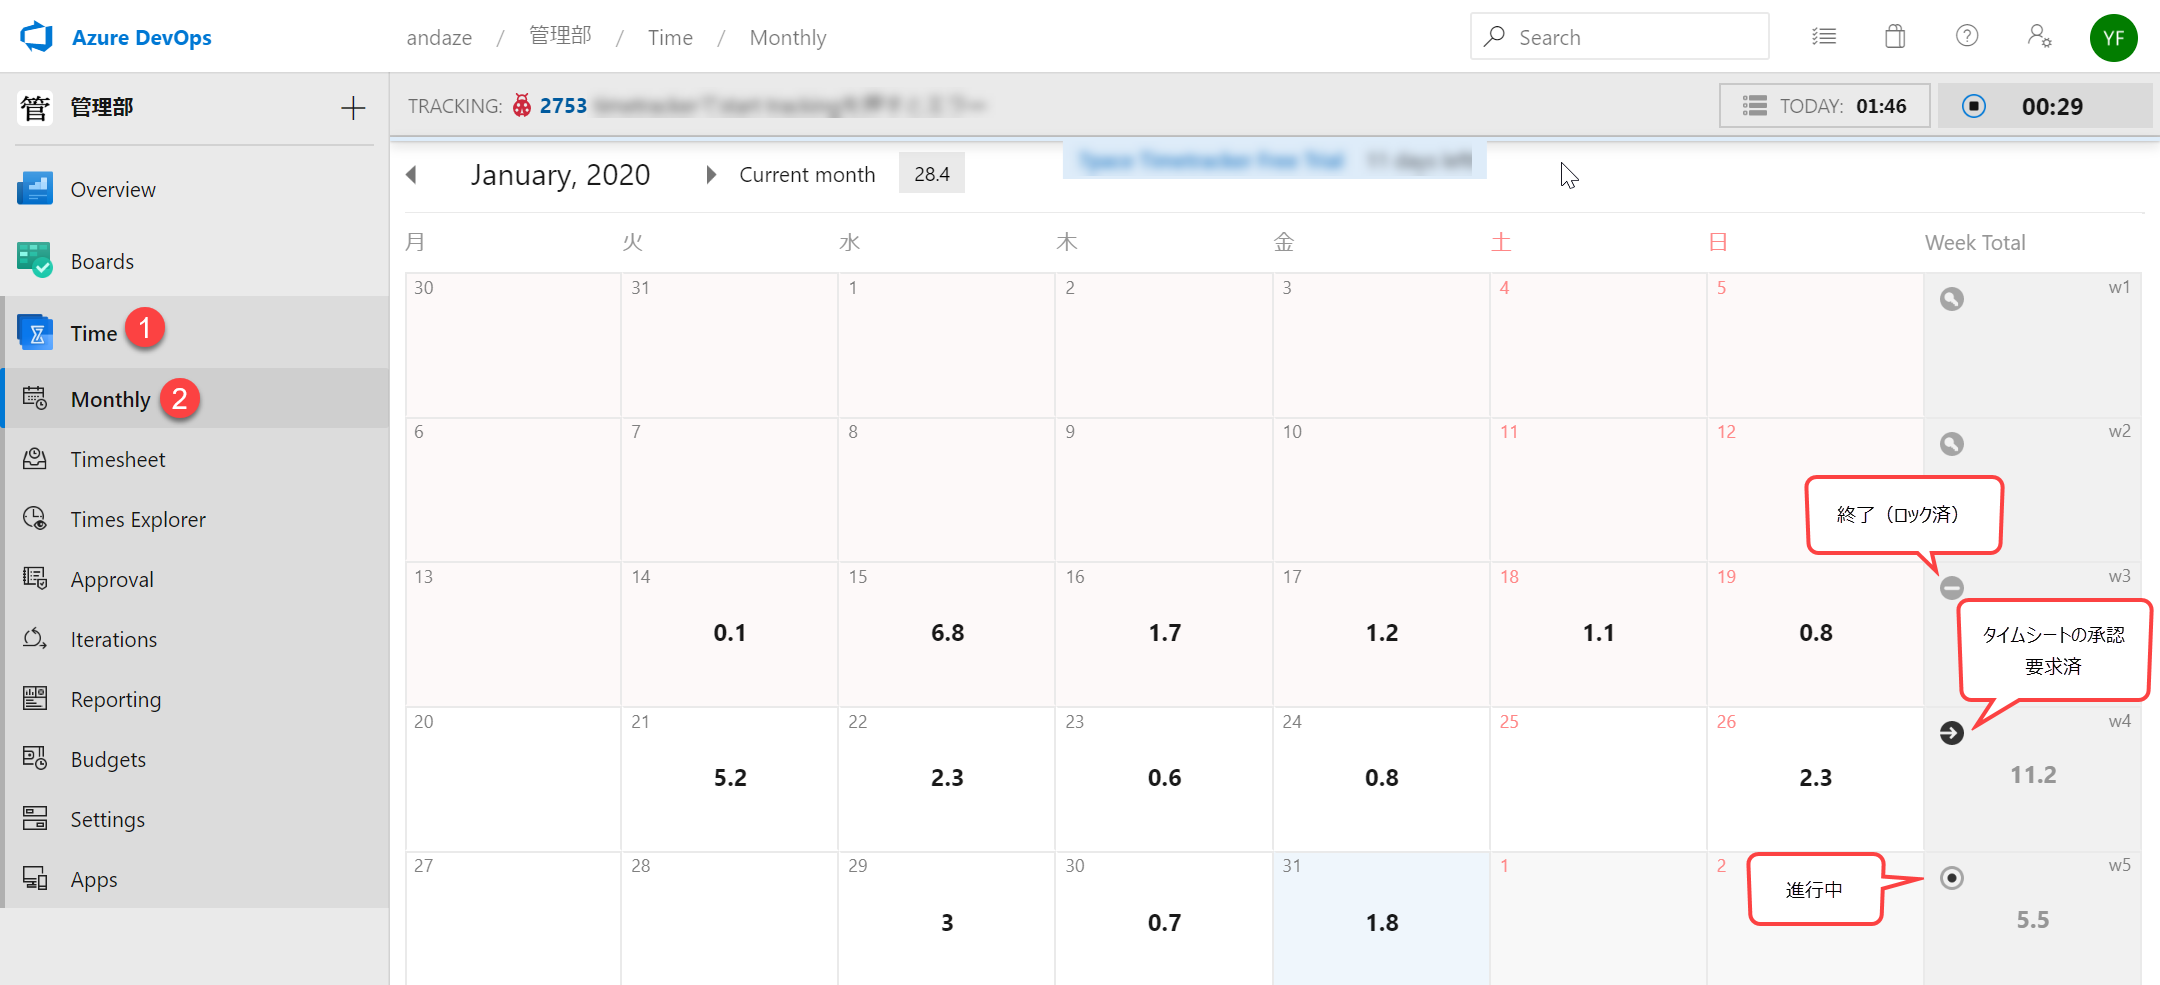 Azure DevOps
andaze / 管理部 / Time / Monthly
Search
YF
管 管理部
TRACKING: 2753
TODAY: 01:46
00:29
Overview
Boards
Time 1
Monthly 2
Timesheet
Times Explorer
Approval
Iterations
Reporting
Budgets
Settings
Apps
January, 2020
Current month 28.4
月 火 水 木 金 土 日 Week Total
30 31 1 2 3 4 5 w1
6 7 8 9 10 11 12 w2
終了（ロック済）
13 14 15 16 17 18 19 w3
0.1 6.8 1.7 1.2 1.1 0.8
タイムシートの承認
要求済
20 21 22 23 24 25 26 w4
5.2 2.3 0.6 0.8 2.3 11.2
27 28 29 30 31 1 2 w5
進行中
3 0.7 1.8 5.5